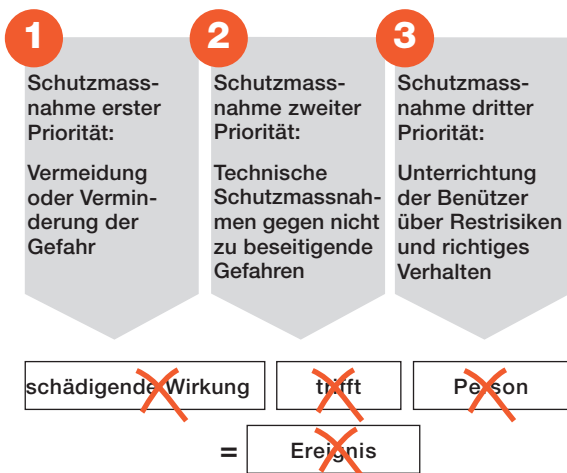 1
Schutzmass-
nahme erster
Priorität:
Vermeidung
oder Vermin-
derung der
Gefahr
2
Schutzmass-
nahme zweiter
Priorität:
Technische
Schutzmassnah-
men gegen nicht
zu beseitigende
Gefahren
3
Schutzmass-
nahme dritter
Priorität:
Unterrichtung
der Benützer
über Restrisiken
und richtiges
Verhalten
schädigende Wirkung trifft Person
= Ereignis